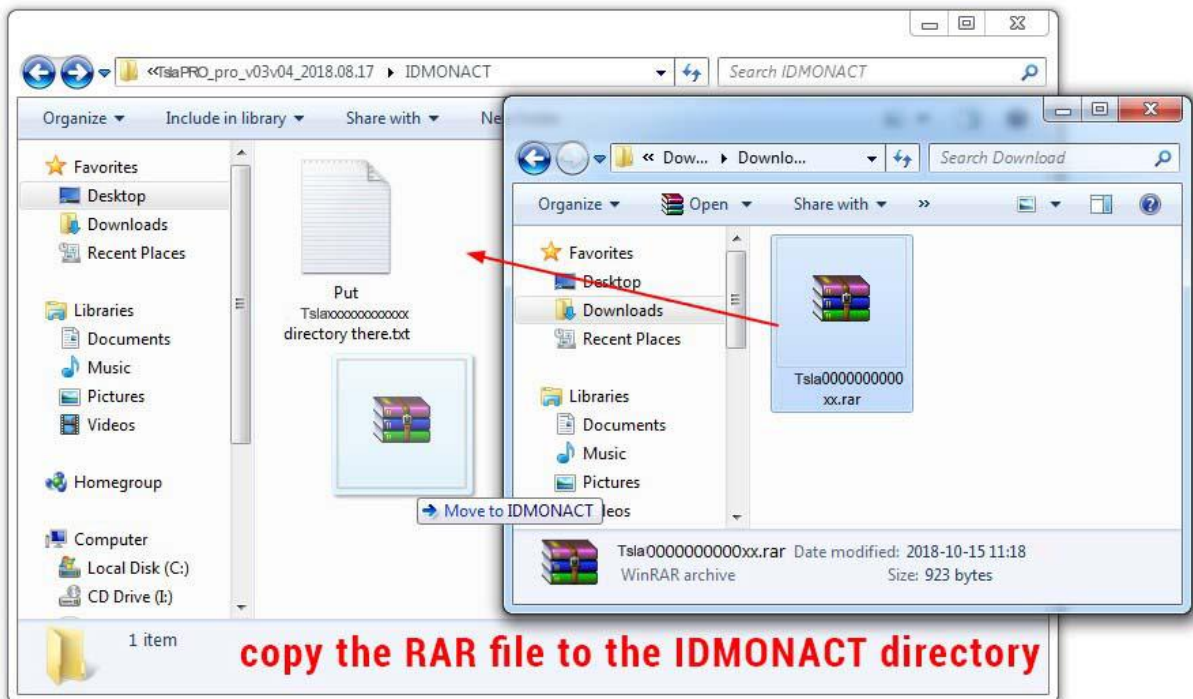 «TslaPRO_pro_v03v04_2018.08.17 IDMONACT
Search IDMONACT
Organize
Include in library
Share with
Favorites
Desktop
Downloads
Recent Places
Libraries
Documents
Music
Pictures
Videos
Homegroup
Computer
Local Disk (C:)
CD Drive (I:)
Put
Tslaxxxxxxxxxxxx
directory there.txt
Move to IDMONACT
1 item
« Dow... Downlo...
Search Download
Organize
Open
Share with
»
Favorites
Desktop
Downloads
Recent Places
Libraries
Documents
Music
Pictures
Tsla0000000000
xx.rar
Tsla0000000000xx.rar Date modified: 2018-10-15 11:18
WinRAR archive Size: 923 bytes
copy the RAR file to the IDMONACT directory